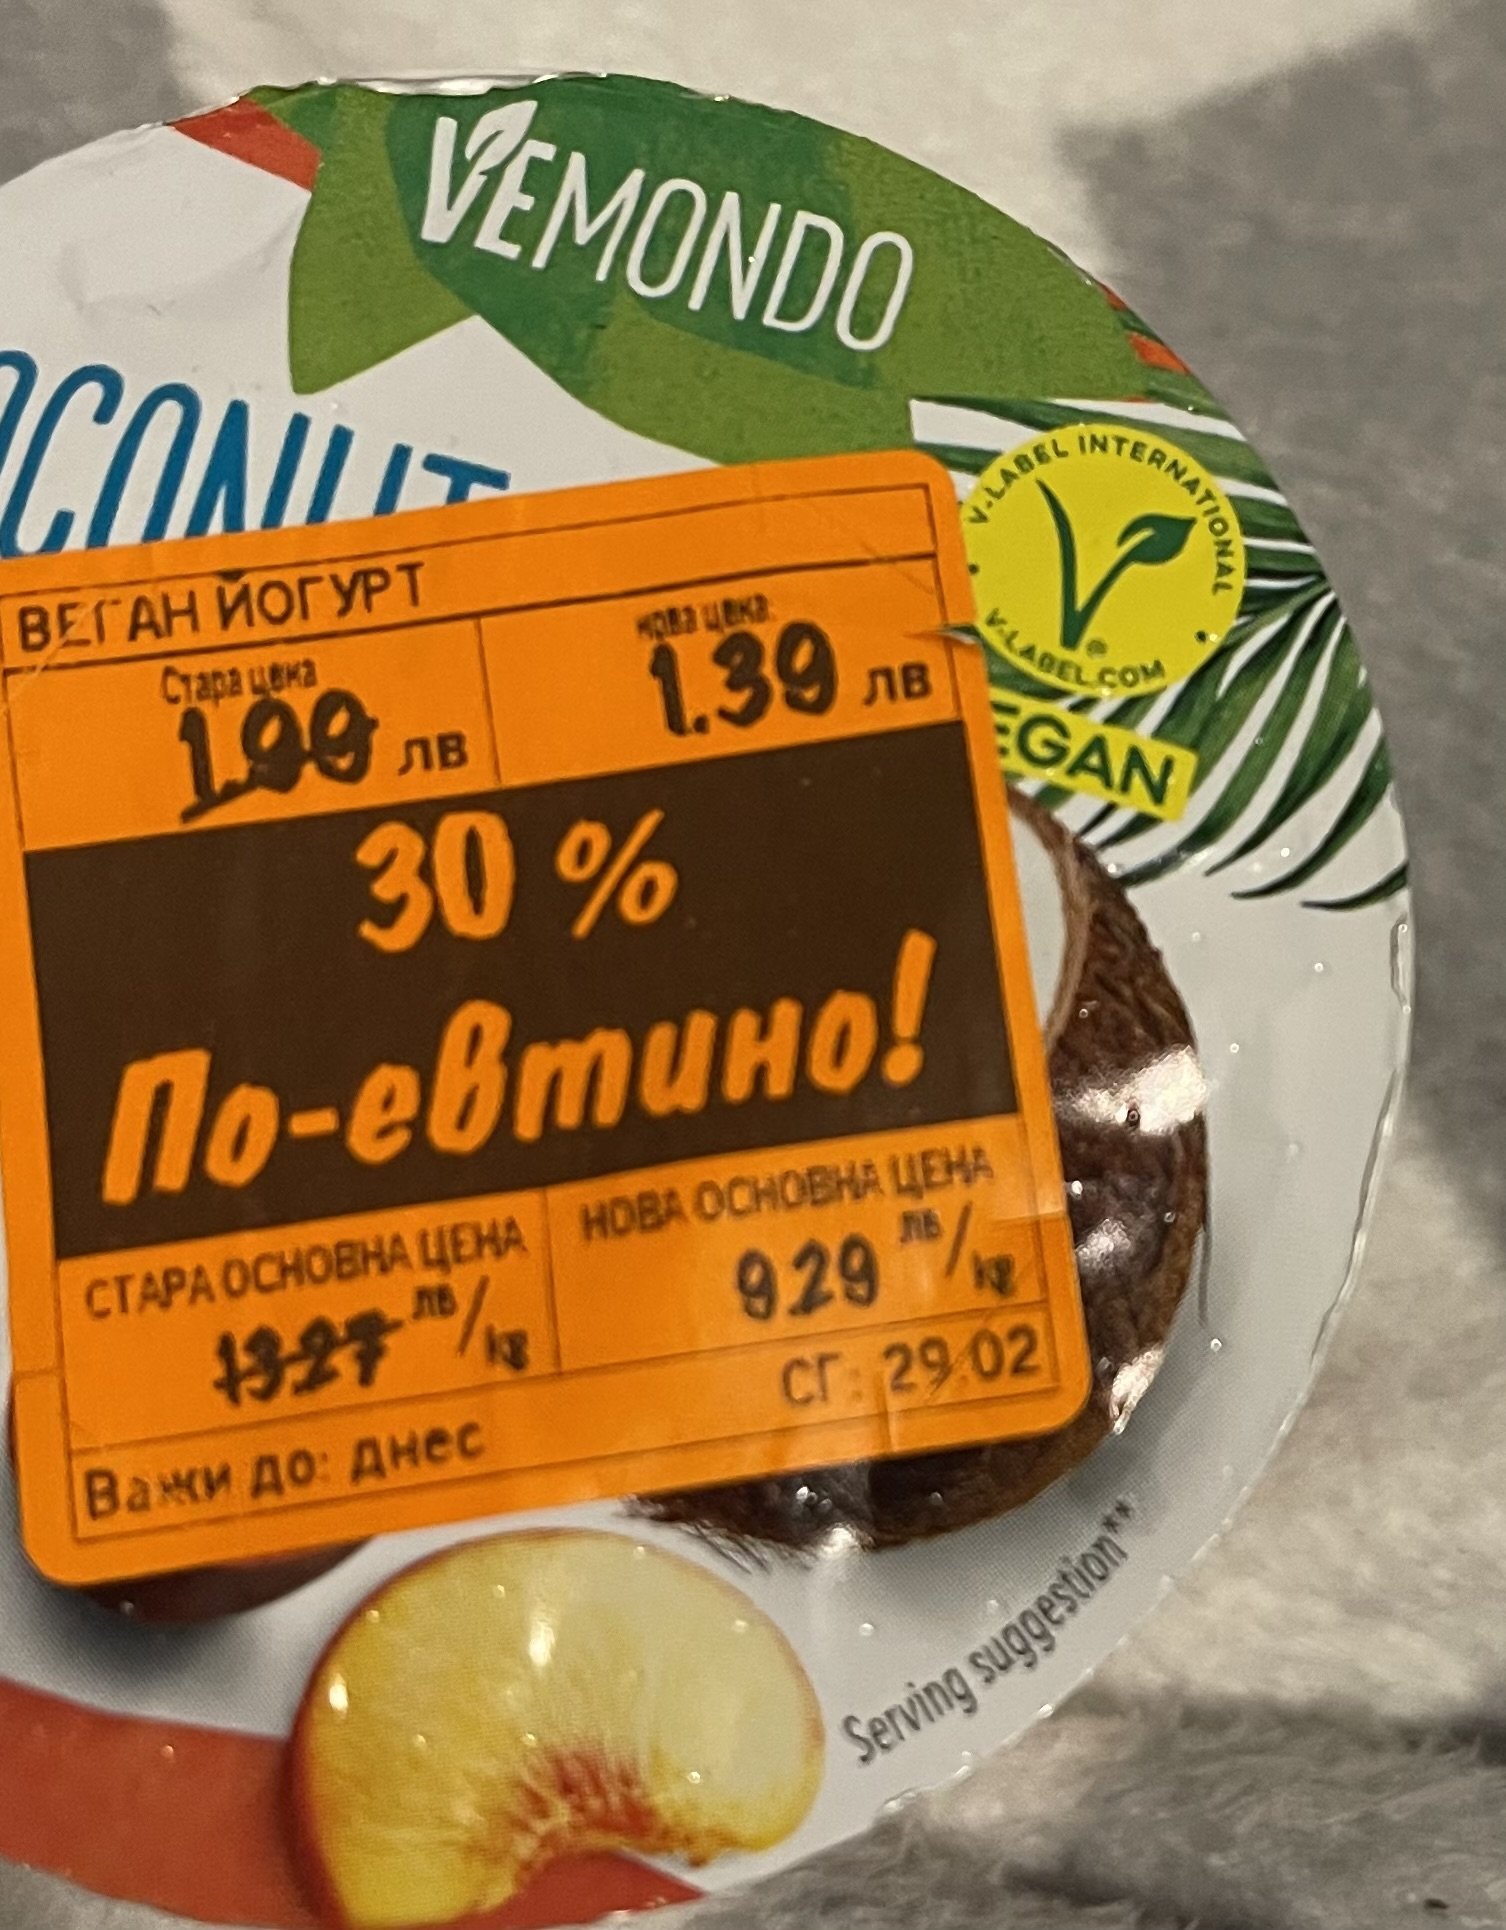 VEMONDO
OCONUT
V-LABEL INTERNATIONAL
V-LABEL.COM
EGAN
ВЕГАН ЙОГУРТ
Стара цена
1.99 лв
нова цена:
1.39 лв
30 %
По-евтино!
СТАРА ОСНОВНА ЦЕНА
1327 лв/kg
НОВА ОСНОВНА ЦЕНА
929 лв/kg
СГ: 29.02
Важи до: днес
Serving suggestion**